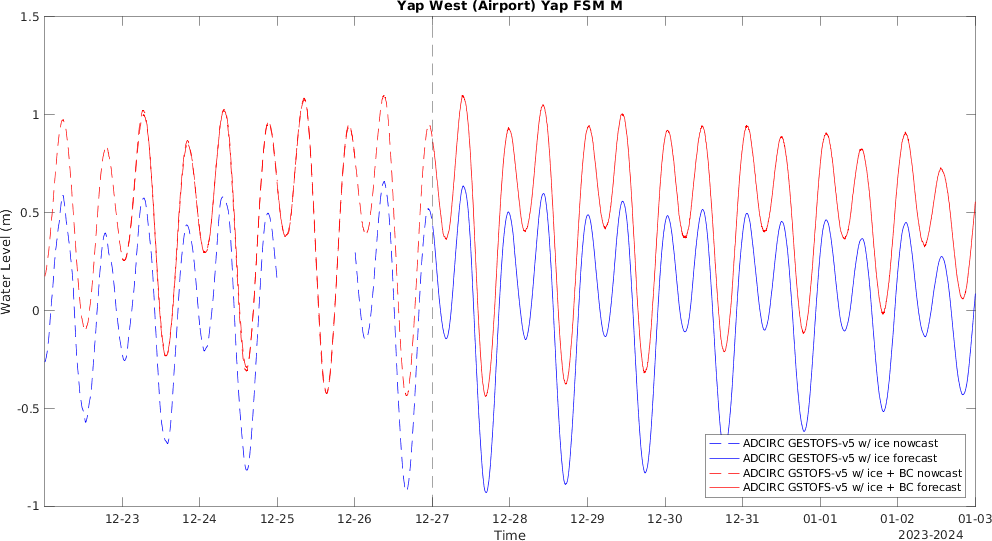 Yap West (Airport) Yap FSM M
1.5
1
0.5
0
-0.5
-1
Water Level (m)
ADCIRC GESTOFS-v5 w/ ice nowcast
ADCIRC GESTOFS-v5 w/ ice forecast
ADCIRC GSTOFS-v5 w/ ice + BC nowcast
ADCIRC GSTOFS-v5 w/ ice + BC forecast
12-23 12-24 12-25 12-26 12-27 12-28 12-29 12-30 12-31 01-01 01-02 01-03
Time
2023-2024